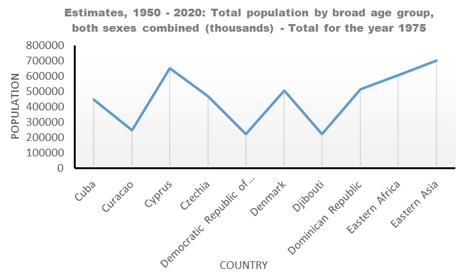 Estimates, 1950 - 2020: Total population by broad age group,
both sexes combined (thousands) - Total for the year 1975
800000
700000
600000
500000
400000
300000
200000
100000
0
POPULATION
Cuba
Curacao
Cyprus
Czechia
Democratic Republic of...
Denmark
Djibouti
Dominican Republic
Eastern Africa
Eastern Asia
COUNTRY